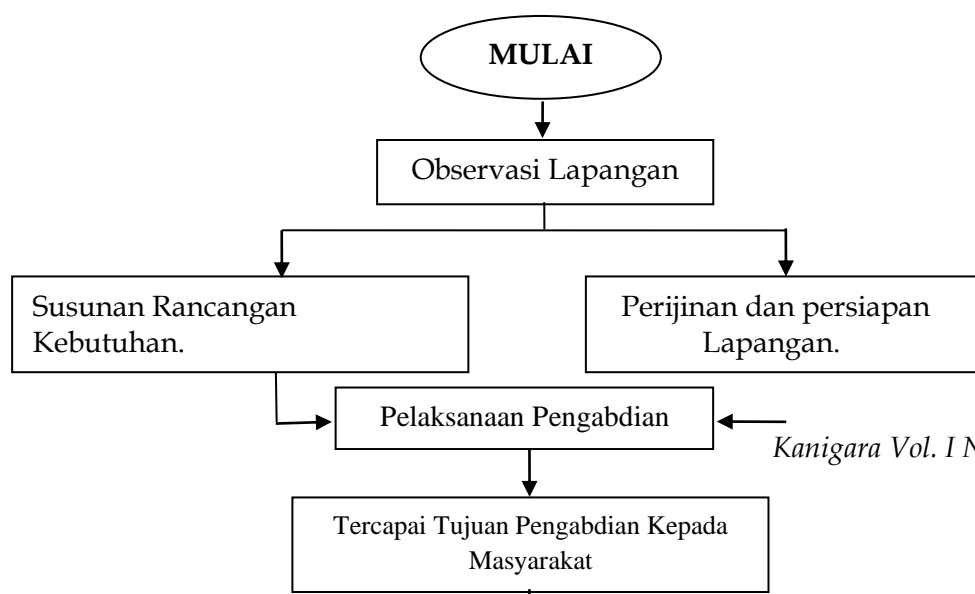 MULAI
Observasi Lapangan
Susunan Rancangan
Kebutuhan.
Perijinan dan persiapan
Lapangan.
Pelaksanaan Pengabdian
Kanigara Vol. I N
Tercapai Tujuan Pengabdian Kepada
Masyarakat